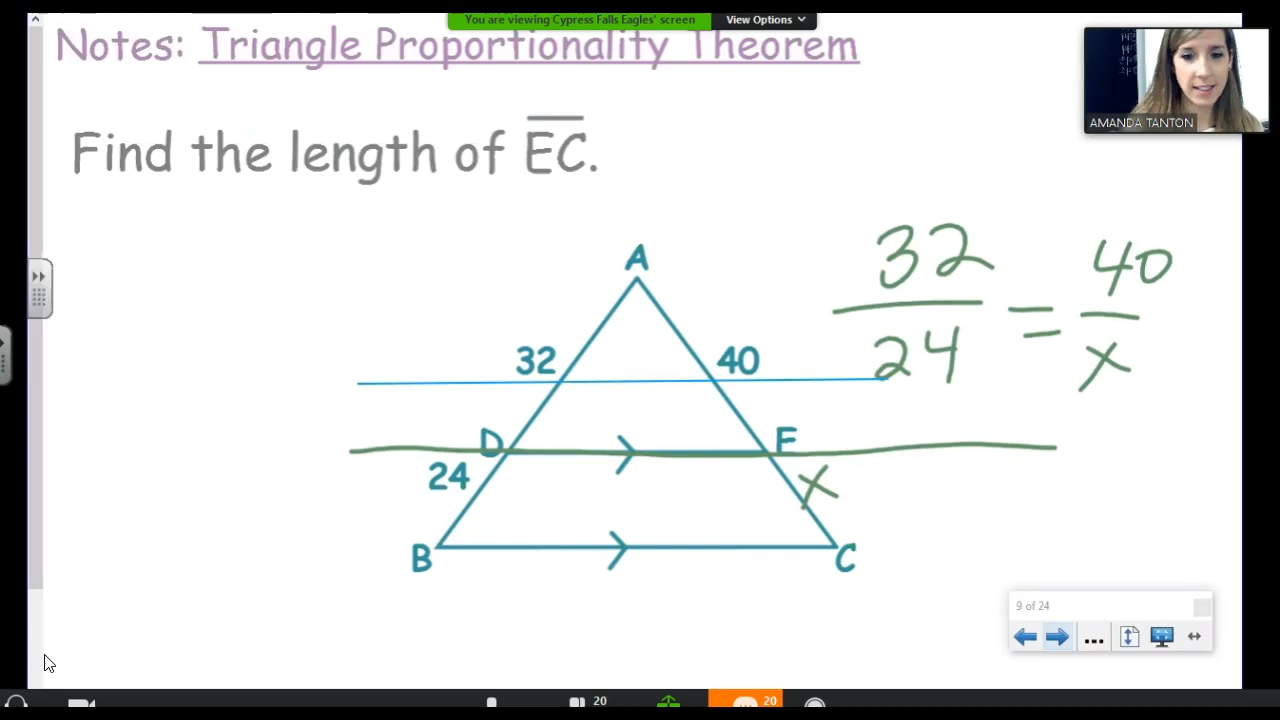 You are viewing Cypress Falls Eagles' screen View Options
Notes: Triangle Proportionality Theorem
AMANDA TANTON
Find the length of EC.
A
32 40
32 = 40
24 x
D E
24 x
B C
9 of 24
...
20 20